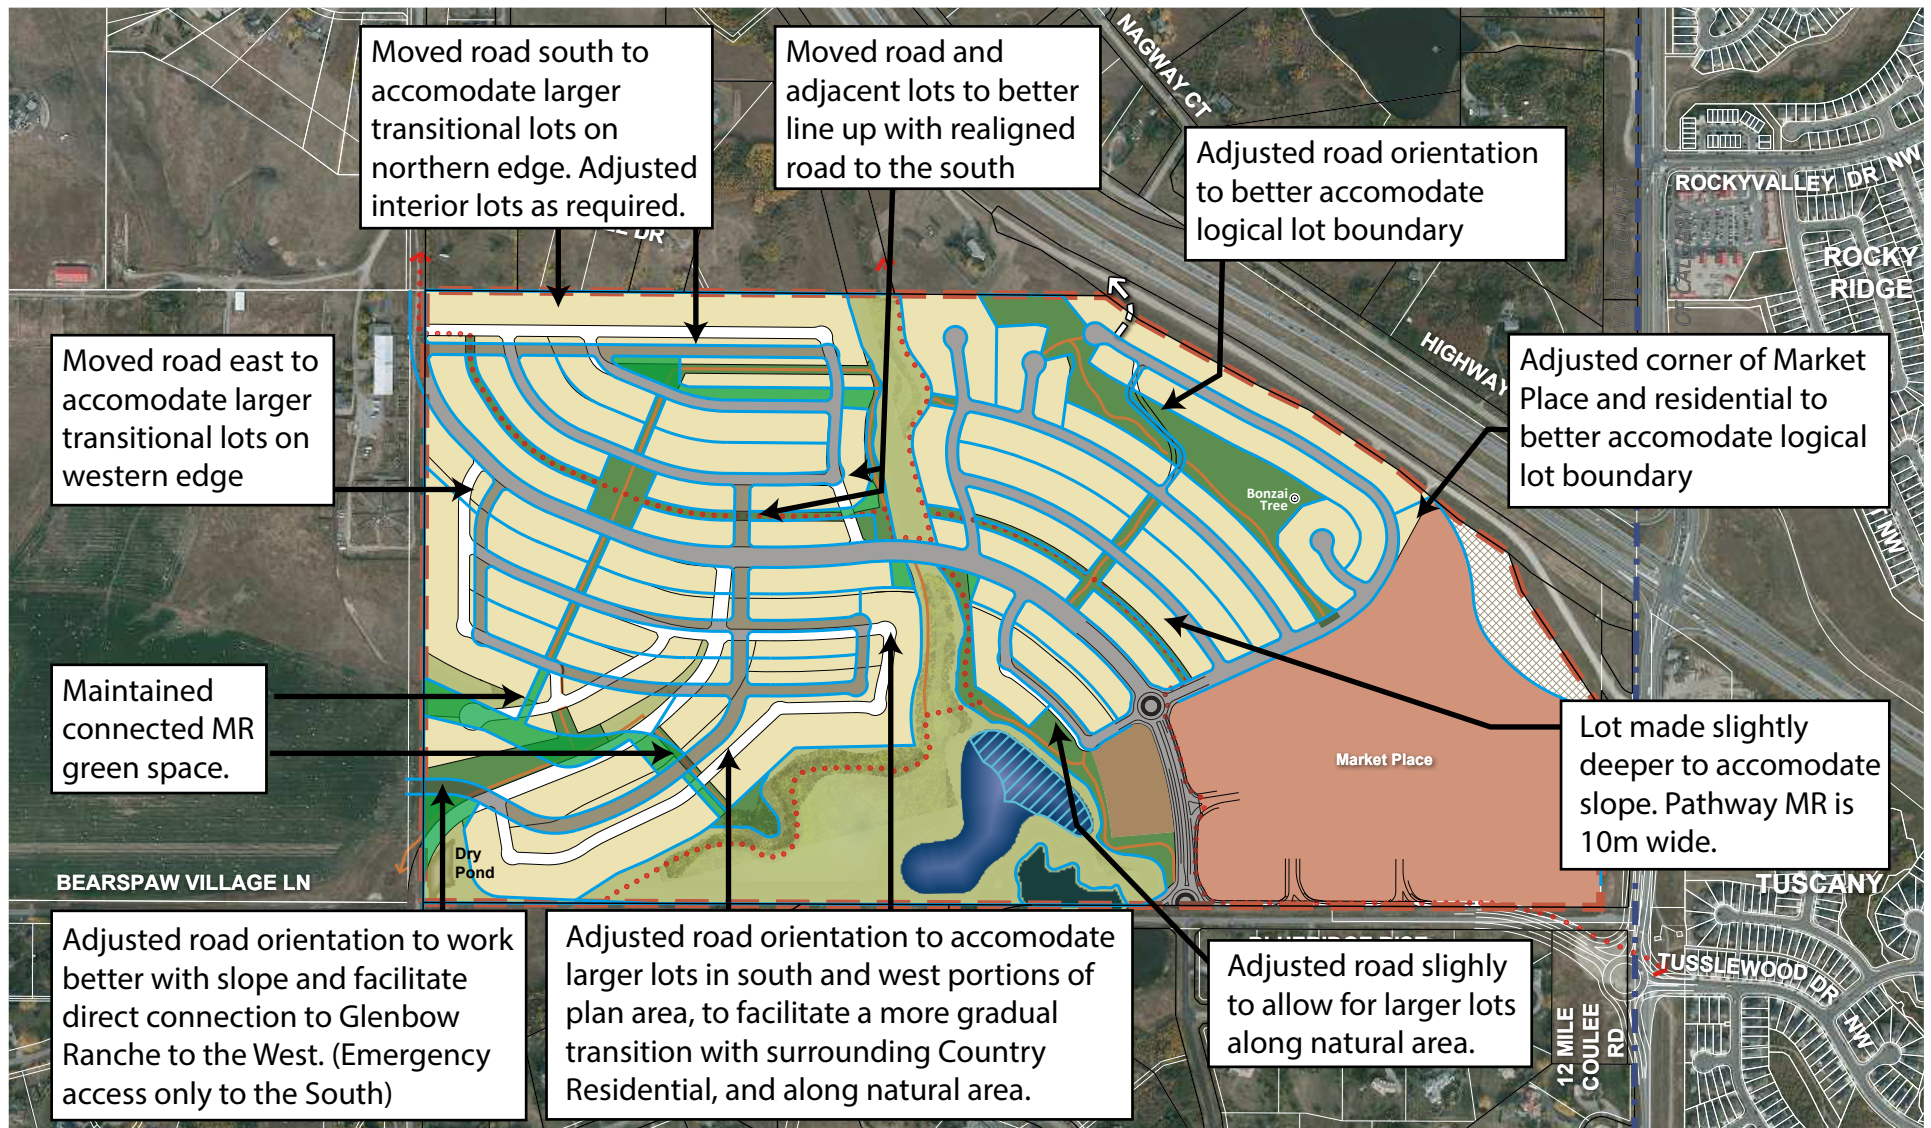 Moved road south to
accomodate larger
transitional lots on
northern edge. Adjusted
interior lots as required.
Moved road and
adjacent lots to better
line up with realigned
road to the south
NAGWAY CT
Adjusted road orientation
to better accomodate
logical lot boundary
ROCKYVALLEY DR NW
ROCKY
RIDGE
DR
HIGHWAY
Moved road east to
accomodate larger
transitional lots on
western edge
Adjusted corner of Market
Place and residential to
better accomodate logical
lot boundary
NW
Bonzai
Tree
Maintained
connected MR
green space.
Market Place
Lot made slightly
deeper to accomodate
slope. Pathway MR is
10m wide.
Dry
Pond
BEARSPAW VILLAGE LN
TUSCANY
Adjusted road orientation to work
better with slope and facilitate
direct connection to Glenbow
Ranche to the West. (Emergency
access only to the South)
Adjusted road orientation to accomodate
larger lots in south and west portions of
plan area, to facilitate a more gradual
transition with surrounding Country
Residential, and along natural area.
Adjusted road slighly
to allow for larger lots
along natural area.
TUSSLEWOOD DR NW
12 MILE
COULEE
RD